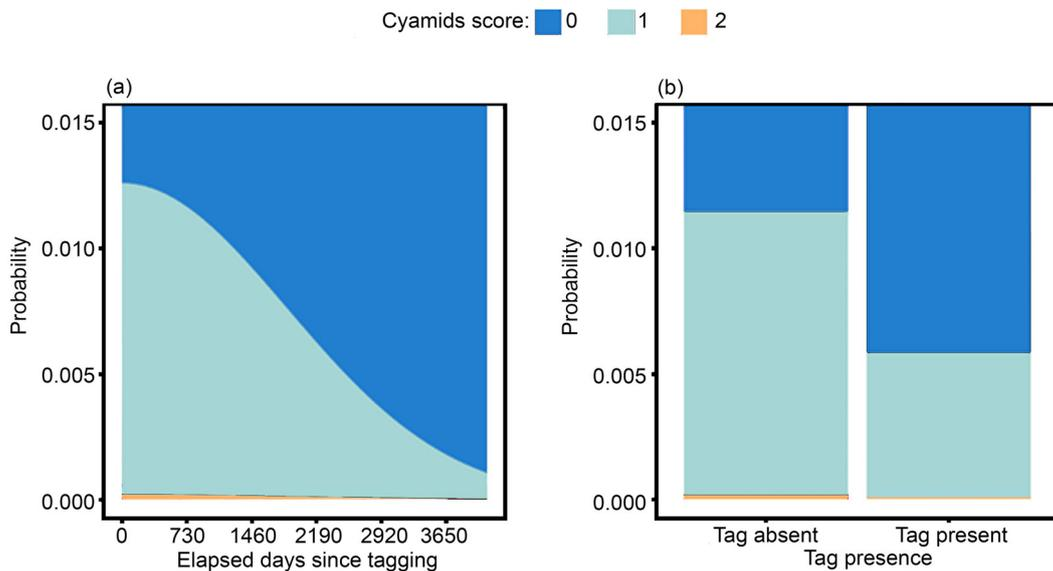 Cyamids score: 0 1 2
(a)
0.015
0.010
0.005
0.000
Probability
0 730 1460 2190 2920 3650
Elapsed days since tagging
(b)
0.015
0.010
0.005
0.000
Probability
Tag absent Tag present
Tag presence